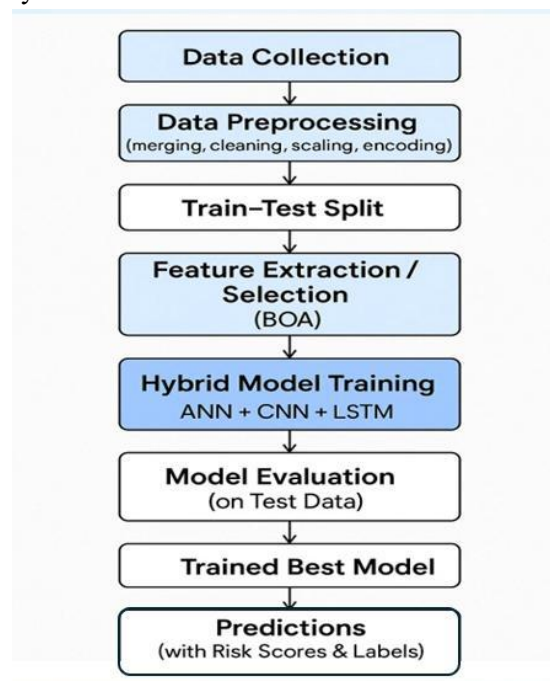 Data Collection
Data Preprocessing
(merging, cleaning, scaling, encoding)
Train–Test Split
Feature Extraction /
Selection
(BOA)
Hybrid Model Training
ANN + CNN + LSTM
Model Evaluation
(on Test Data)
Trained Best Model
Predictions
(with Risk Scores & Labels)